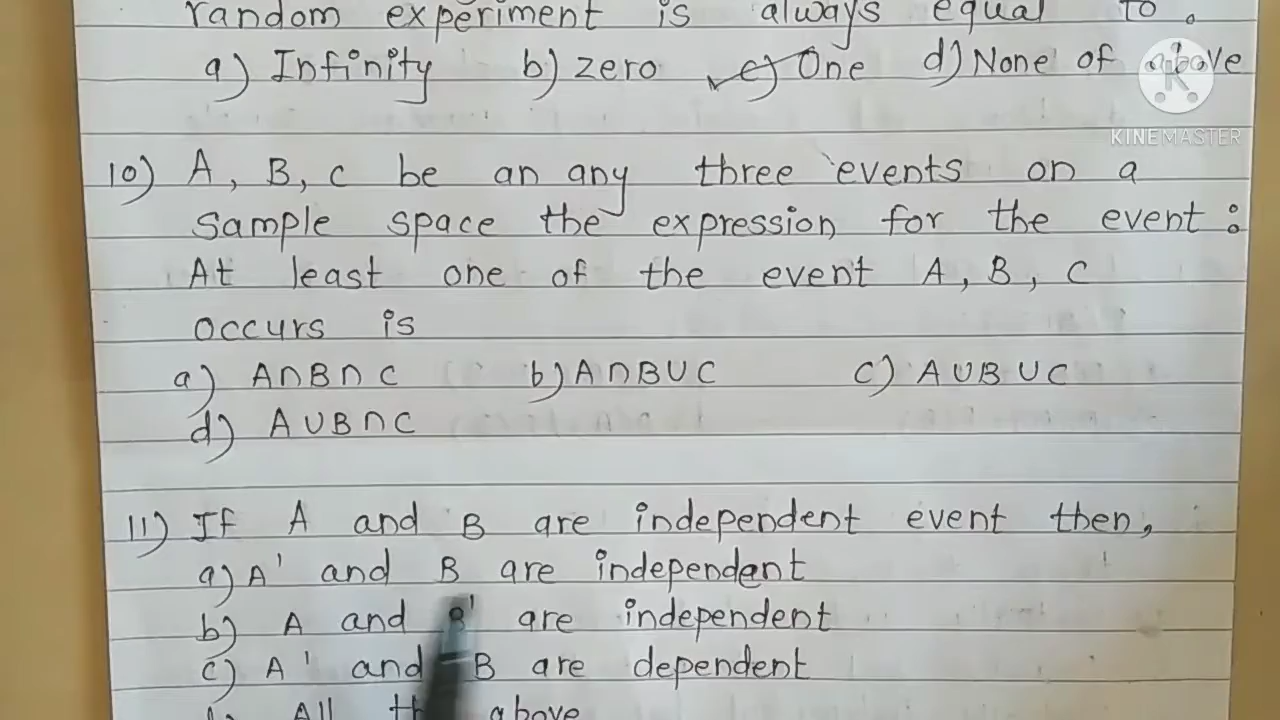 random experiment is always equal to.
a) Infinity b) zero c) One d) None of above
KINEMASTER
10) A, B, C be an any three events on a
sample space the expression for the event:
At least one of the event A, B, C
occurs is
a) A∩B∩C b) A∩B∪C c) A∪B∪C
d) A∪B∩C
11) If A and B are independent event then,
a) A' and B are independent
b) A and B' are independent
c) A' and B are dependent
All above